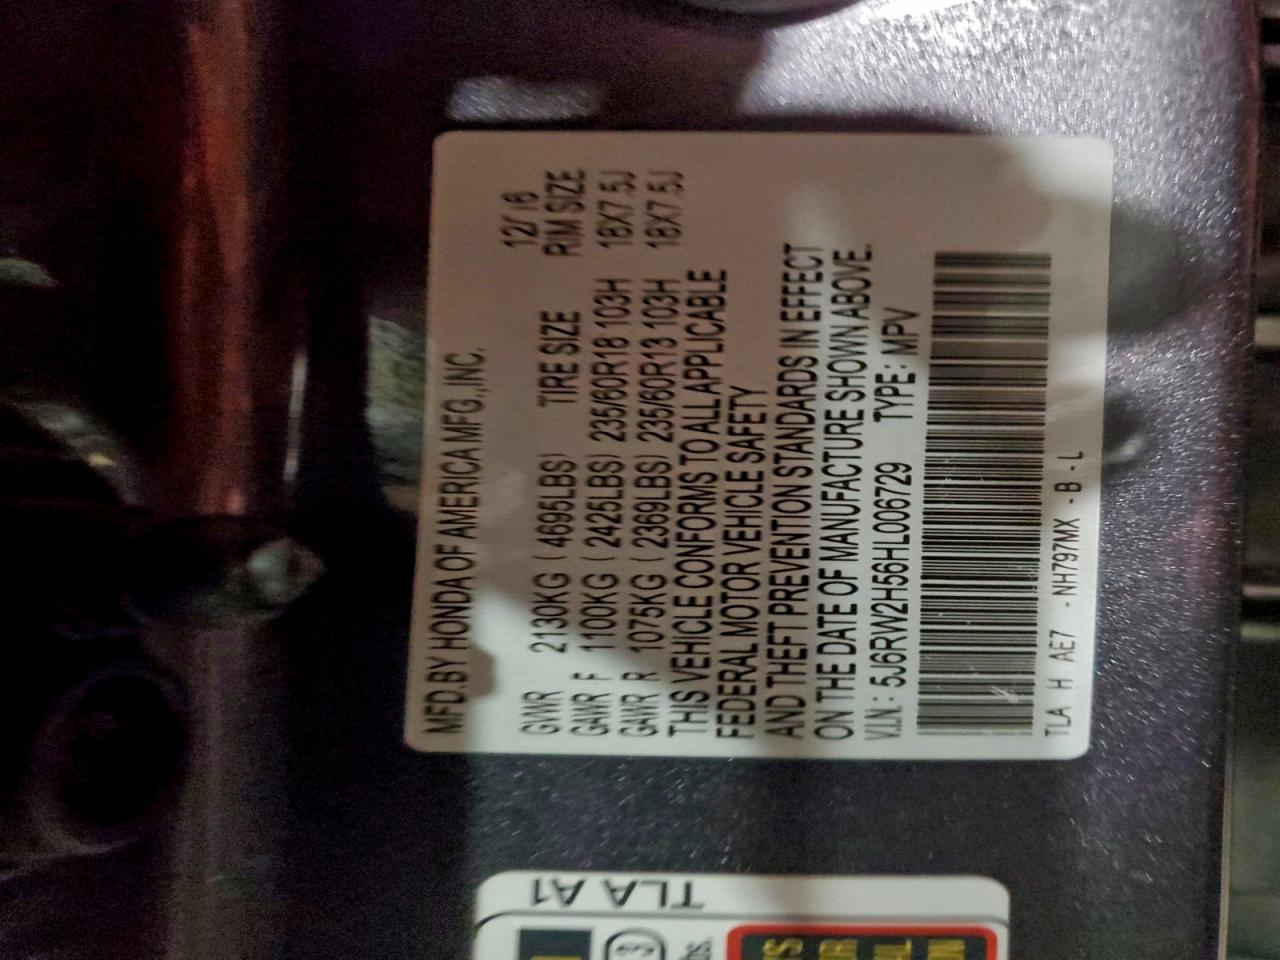 MFD.BY HONDA OF AMERICA MFG.,INC.
12/16
GVWR 2130KG ( 4695LBS) TIRE SIZE RIM SIZE
GAWR F 1100KG ( 2425LBS) 235/60R18 103H 18X7.5J
GAWR R 1075KG ( 2369LBS) 235/60R18 103H 18X7.5J
THIS VEHICLE CONFORMS TO ALL APPLICABLE
FEDERAL MOTOR VEHICLE SAFETY
AND THEFT PREVENTION STANDARDS IN EFFECT
ON THE DATE OF MANUFACTURE SHOWN ABOVE.
V.I.N.: 5J6RW2H56HL006729 TYPE: MPV
TLA H J AE7 - NH797MX - B - L
TLA A1
3